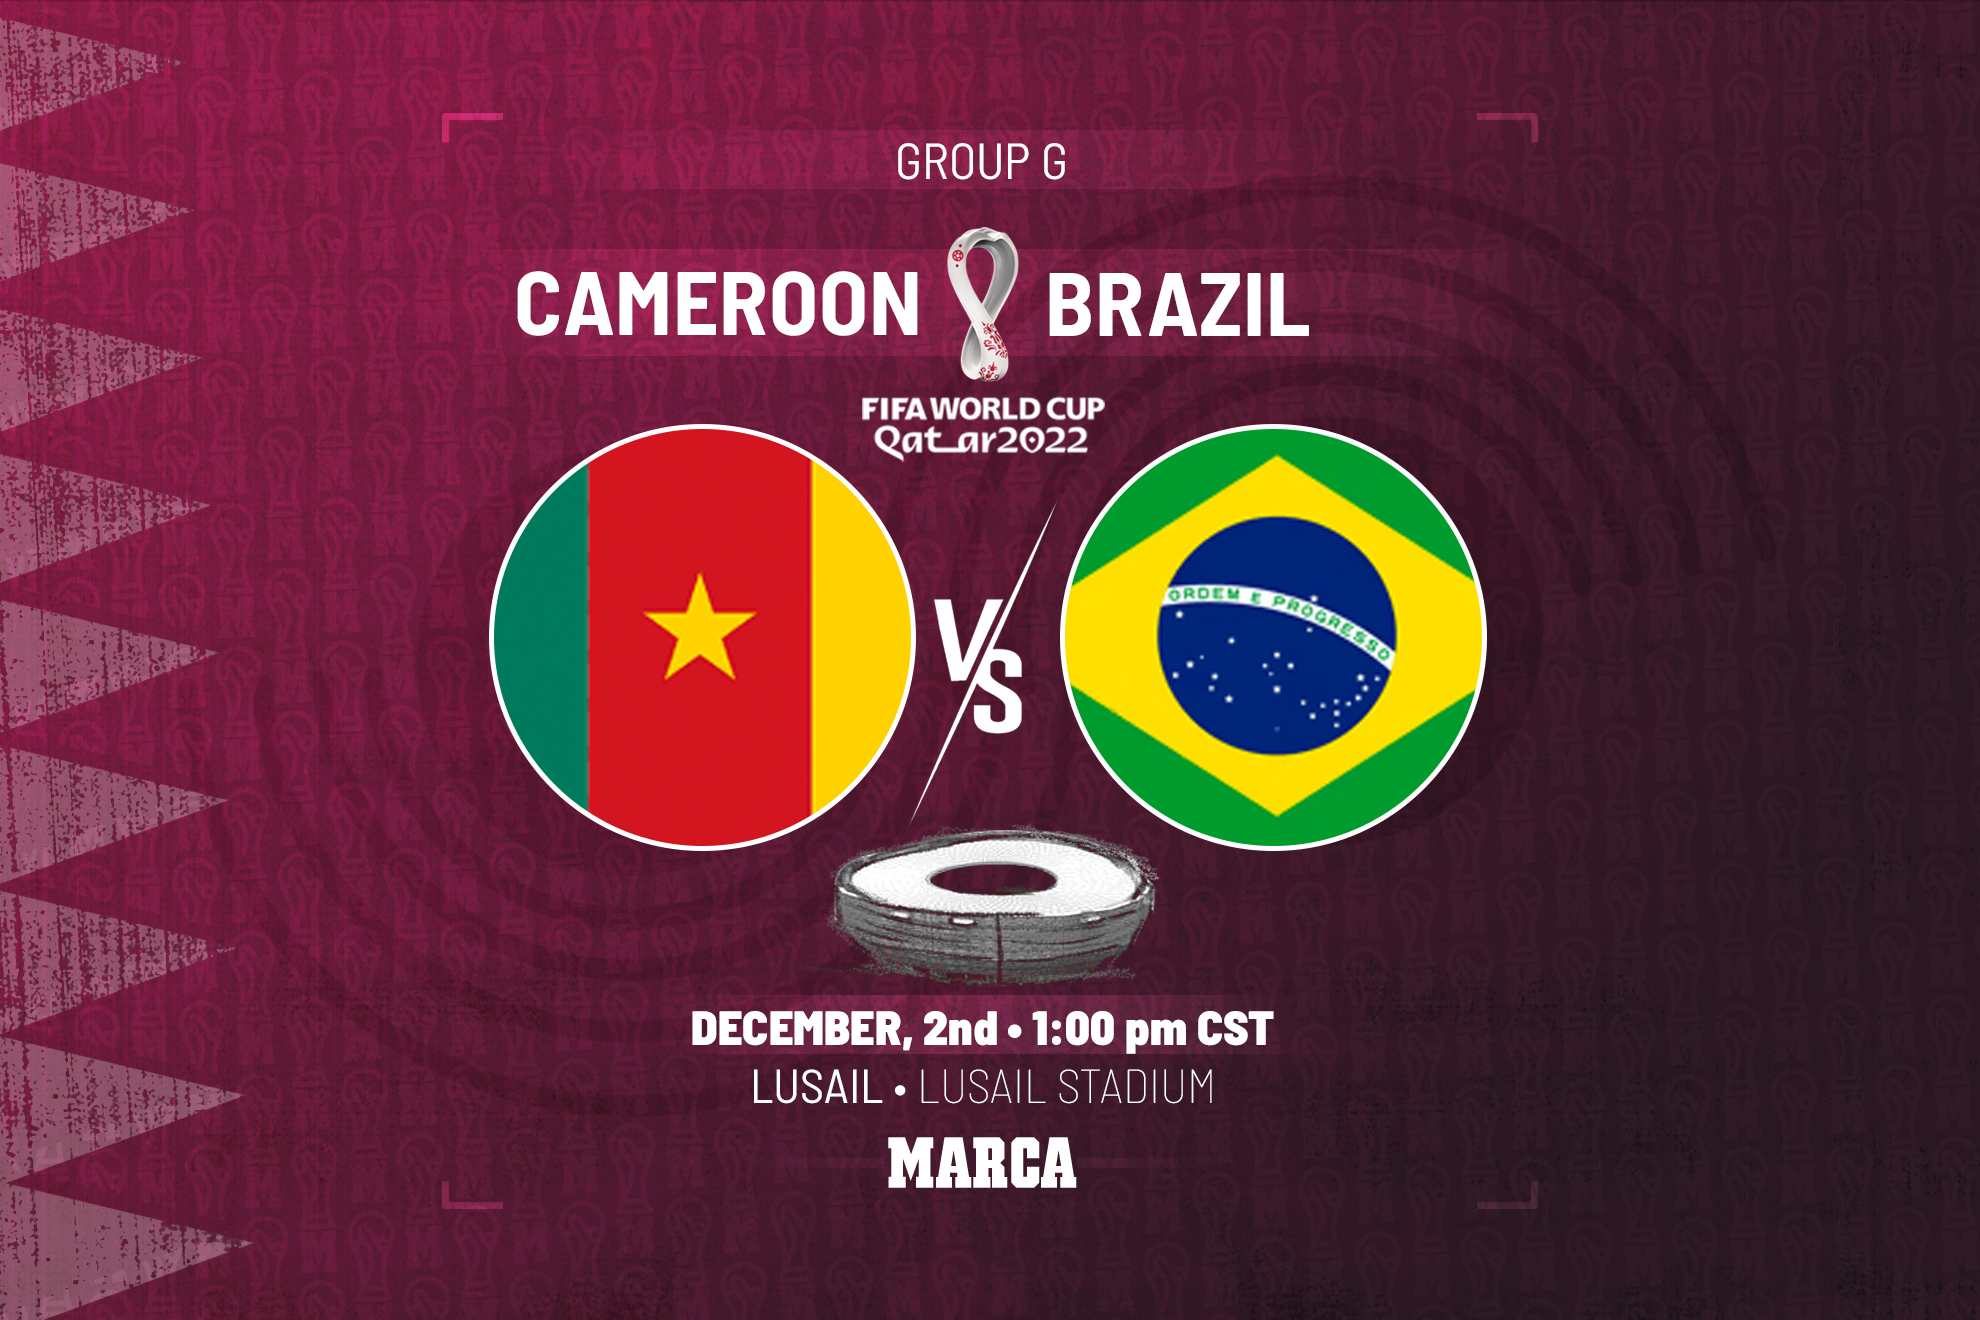 GROUP G
CAMEROON BRAZIL
FIFA WORLD CUP
Qatar2022
ORDEM E PROGRESSO
VS
DECEMBER, 2nd • 1:00 pm CST
LUSAIL • LUSAIL STADIUM
MARCA